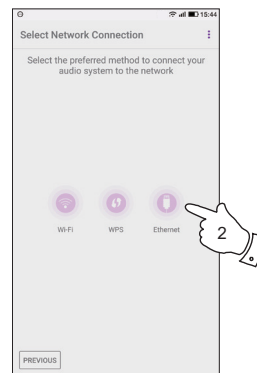 15:44
Select Network Connection
Select the preferred method to connect your
audio system to the network
Wi-Fi WPS Ethernet
2
PREVIOUS